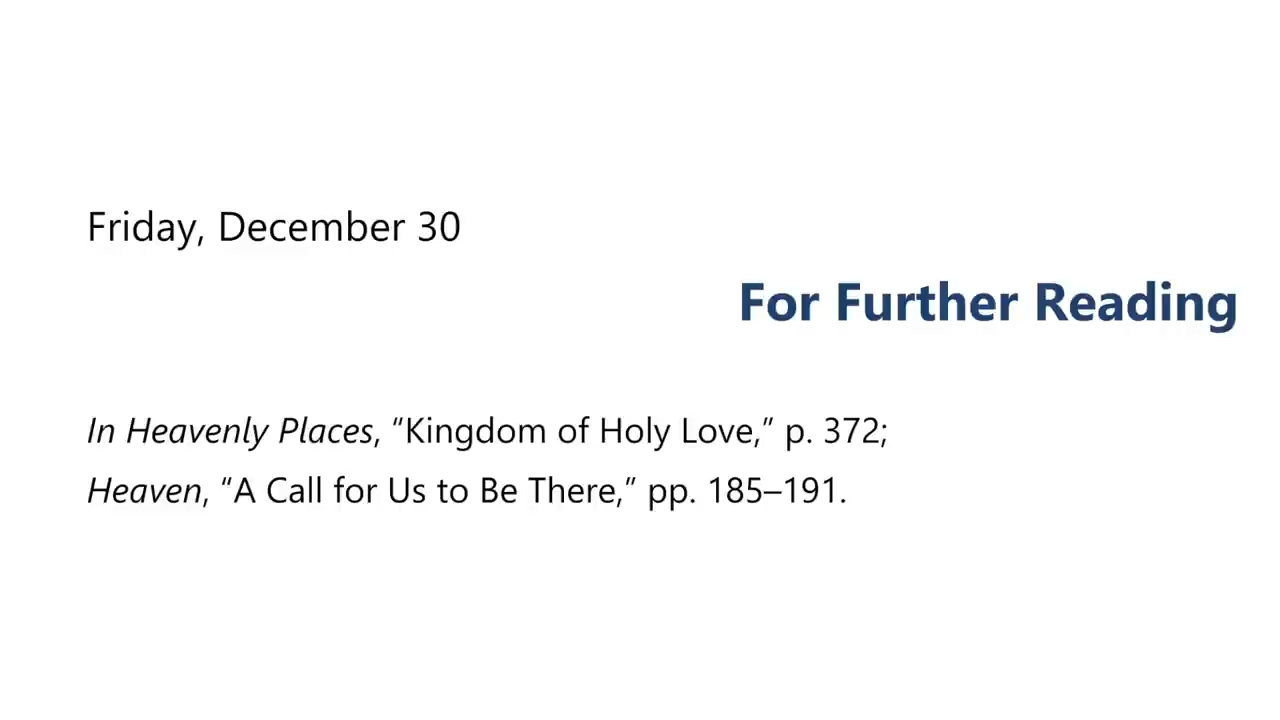 Friday, December 30
For Further Reading
In Heavenly Places, “Kingdom of Holy Love,” p. 372;
Heaven, “A Call for Us to Be There,” pp. 185–191.